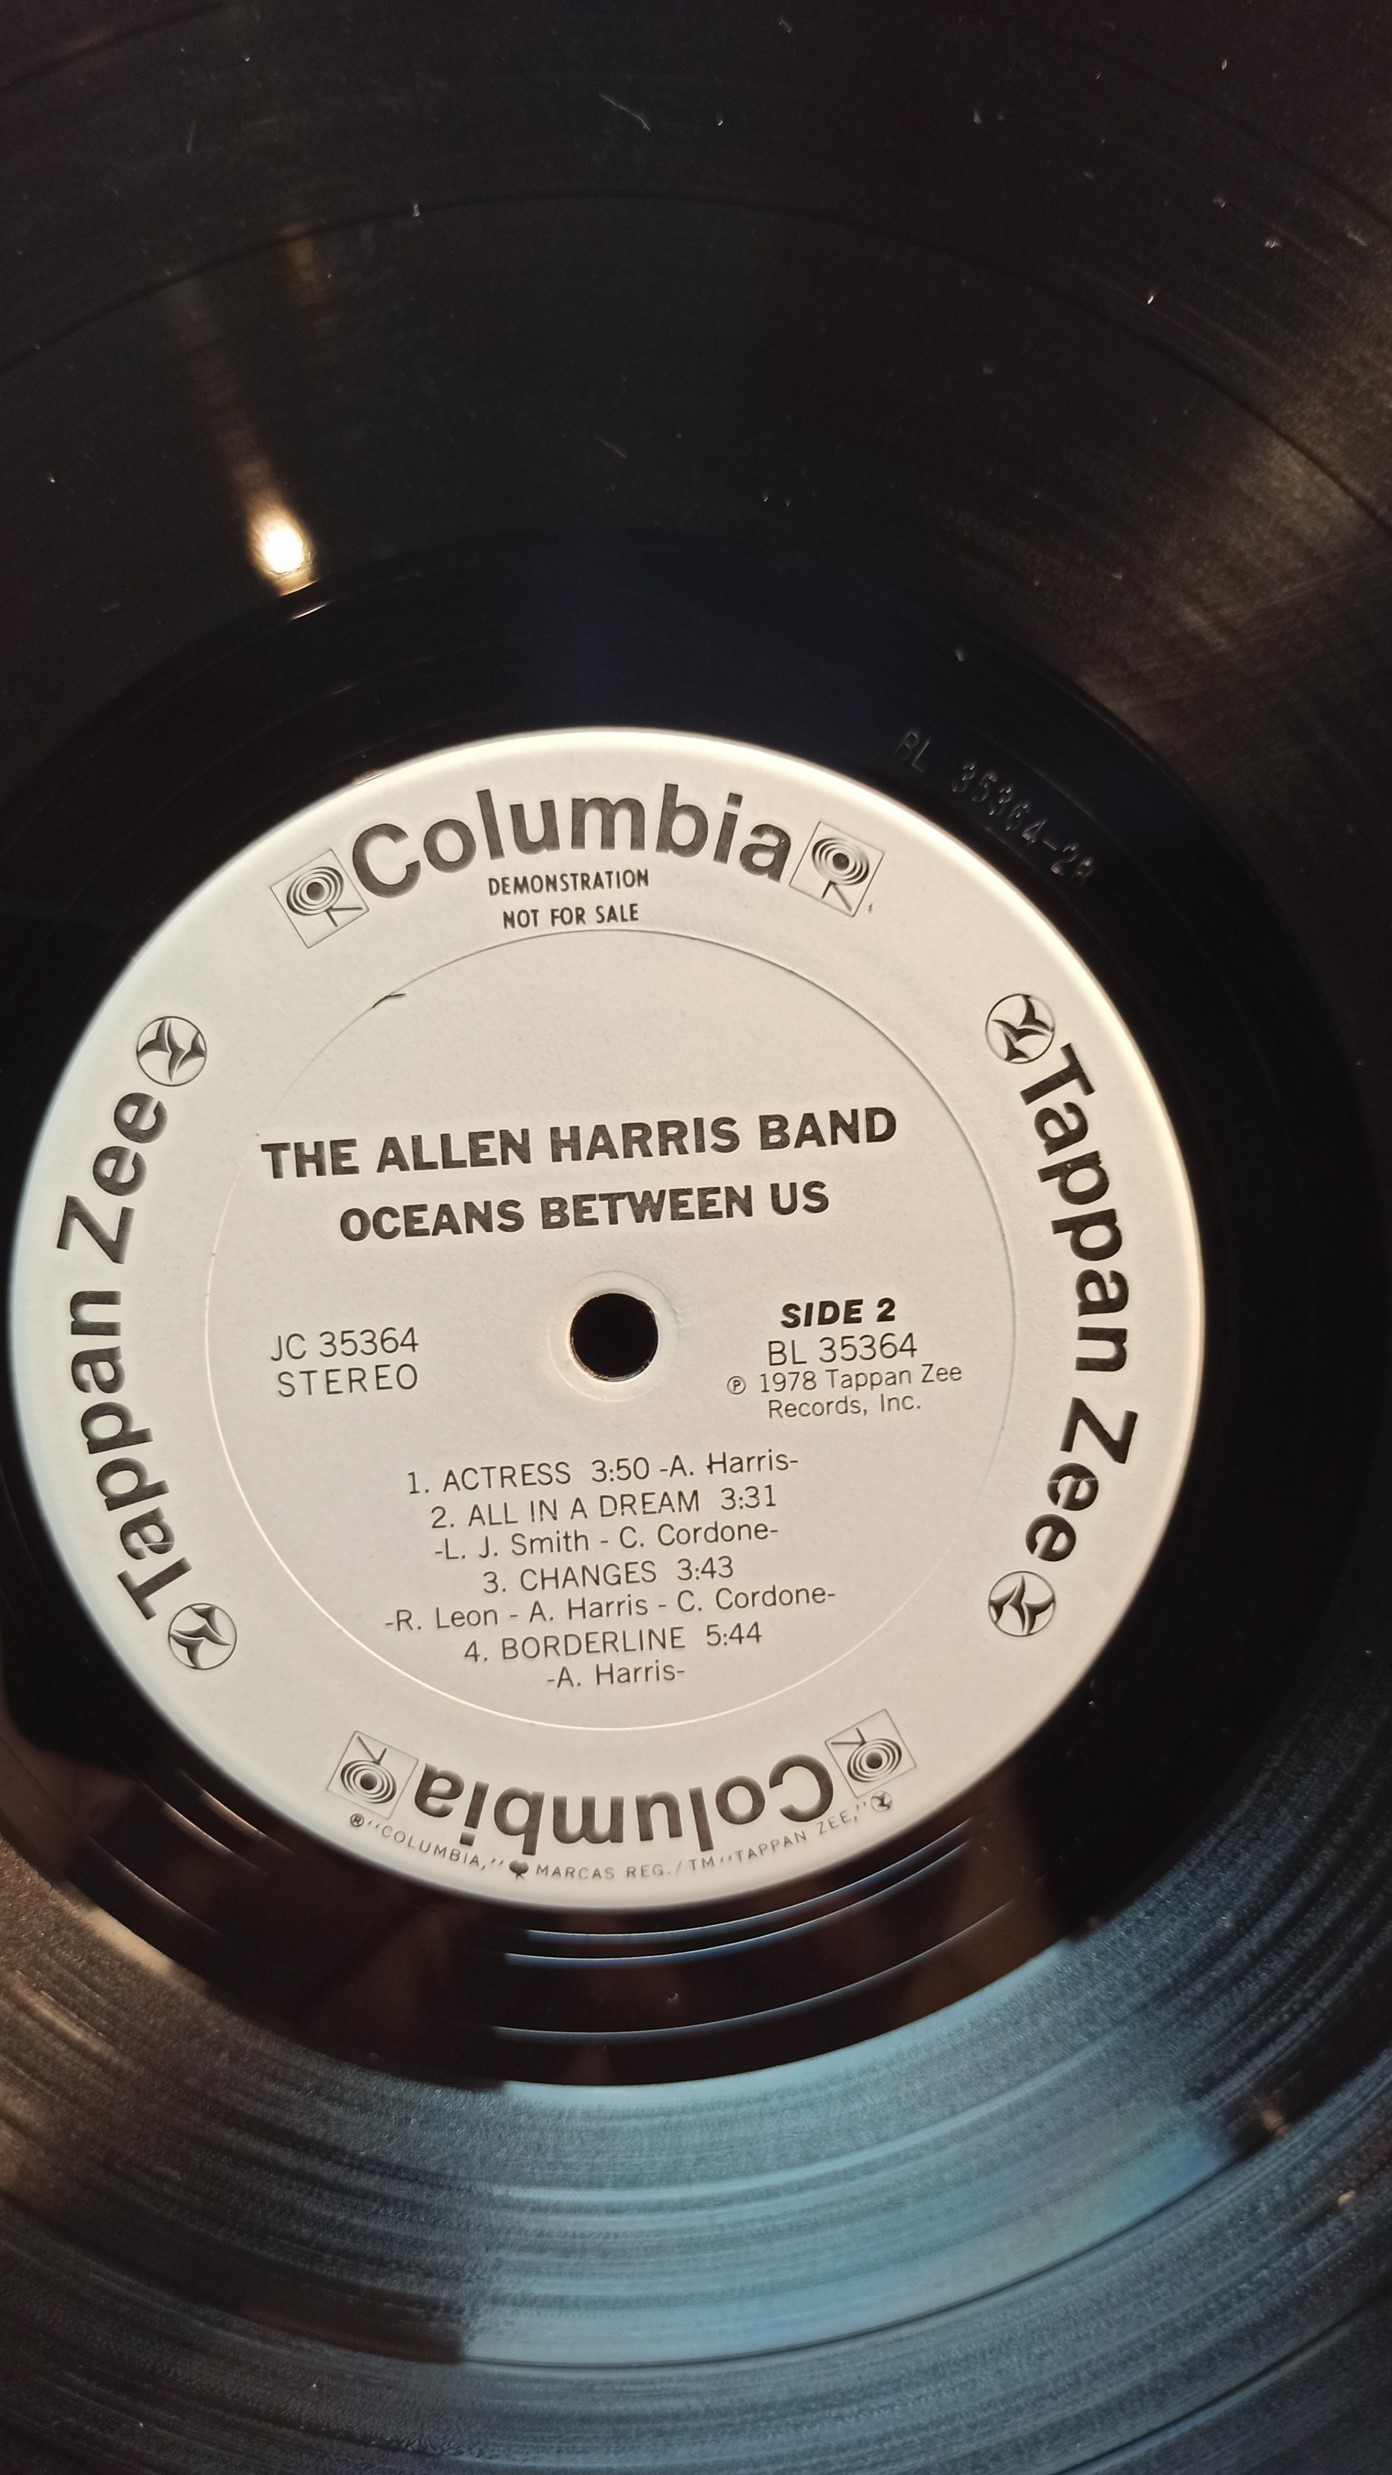 Columbia
DEMONSTRATION
NOT FOR SALE
BL 35364-2A
Tappan Zee
Tappan Zee
THE ALLEN HARRIS BAND
OCEANS BETWEEN US
JC 35364
STEREO
SIDE 2
BL 35364
℗ 1978 Tappan Zee
Records, Inc.
1. ACTRESS 3:50 -A. Harris-
2. ALL IN A DREAM 3:31
-L. J. Smith - C. Cordone-
3. CHANGES 3:43
-R. Leon - A. Harris - C. Cordone-
4. BORDERLINE 5:44
-A. Harris-
Columbia
® "COLUMBIA," MARCAS REG./TM "TAPPAN ZEE,"